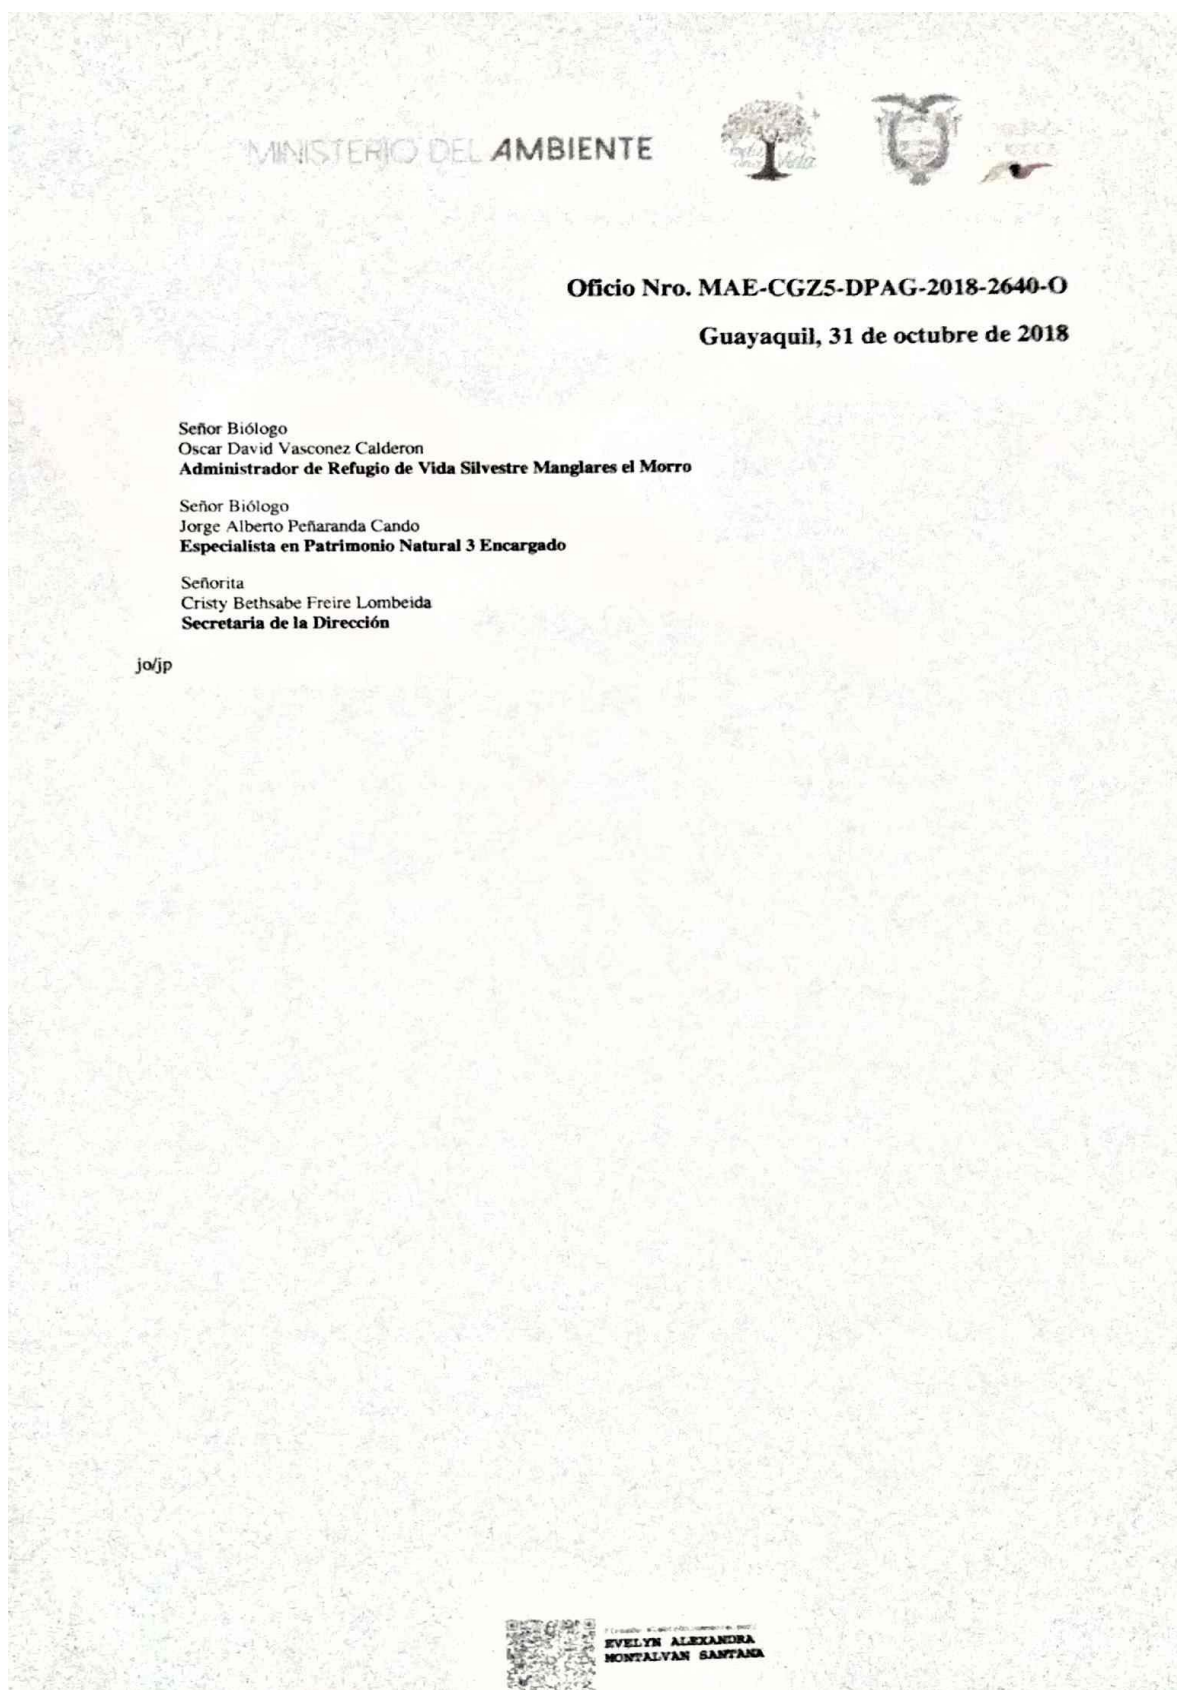 MINISTERIO DEL AMBIENTE
Oficio Nro. MAE-CGZ5-DPAG-2018-2640-O
Guayaquil, 31 de octubre de 2018
Señor Biólogo
Oscar David Vasconez Calderon
Administrador de Refugio de Vida Silvestre Manglares el Morro
Señor Biólogo
Jorge Alberto Peñaranda Cando
Especialista en Patrimonio Natural 3 Encargado
Señorita
Cristy Bethsabe Freire Lombeida
Secretaria de la Dirección
jo/jp
Firmado electrónicamente por:
EVELYN ALEXANDRA
MONTALVAN SANTANA